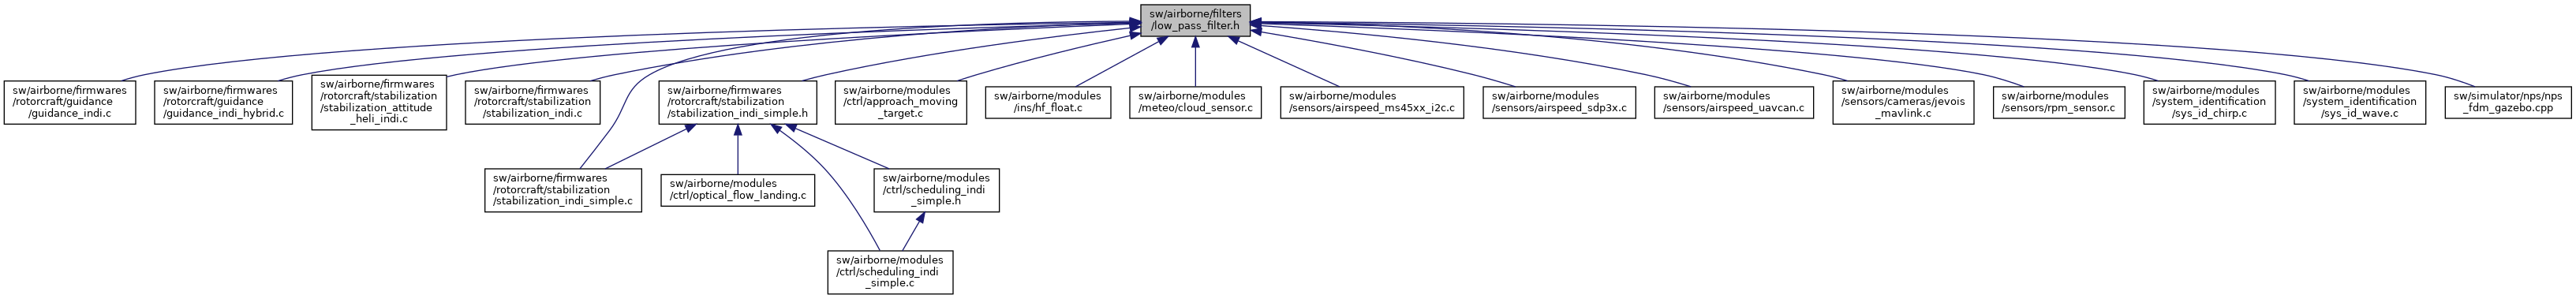 sw/airborne/filters
/low_pass_filter.h
sw/airborne/firmwares
/rotorcraft/guidance
/guidance_indi.c
sw/airborne/firmwares
/rotorcraft/guidance
/guidance_indi_hybrid.c
sw/airborne/firmwares
/rotorcraft/stabilization
/stabilization_attitude
_heli_indi.c
sw/airborne/firmwares
/rotorcraft/stabilization
/stabilization_indi.c
sw/airborne/firmwares
/rotorcraft/stabilization
/stabilization_indi_simple.h
sw/airborne/modules
/ctrl/approach_moving
_target.c
sw/airborne/modules
/ins/hf_float.c
sw/airborne/modules
/meteo/cloud_sensor.c
sw/airborne/modules
/sensors/airspeed_ms45xx_i2c.c
sw/airborne/modules
/sensors/airspeed_sdp3x.c
sw/airborne/modules
/sensors/airspeed_uavcan.c
sw/airborne/modules
/sensors/cameras/jevois
_mavlink.c
sw/airborne/modules
/sensors/rpm_sensor.c
sw/airborne/modules
/system_identification
/sys_id_chirp.c
sw/airborne/modules
/system_identification
/sys_id_wave.c
sw/simulator/nps/nps
_fdm_gazebo.cpp
sw/airborne/firmwares
/rotorcraft/stabilization
/stabilization_indi_simple.c
sw/airborne/modules
/ctrl/optical_flow_landing.c
sw/airborne/modules
/ctrl/scheduling_indi
_simple.h
sw/airborne/modules
/ctrl/scheduling_indi
_simple.c